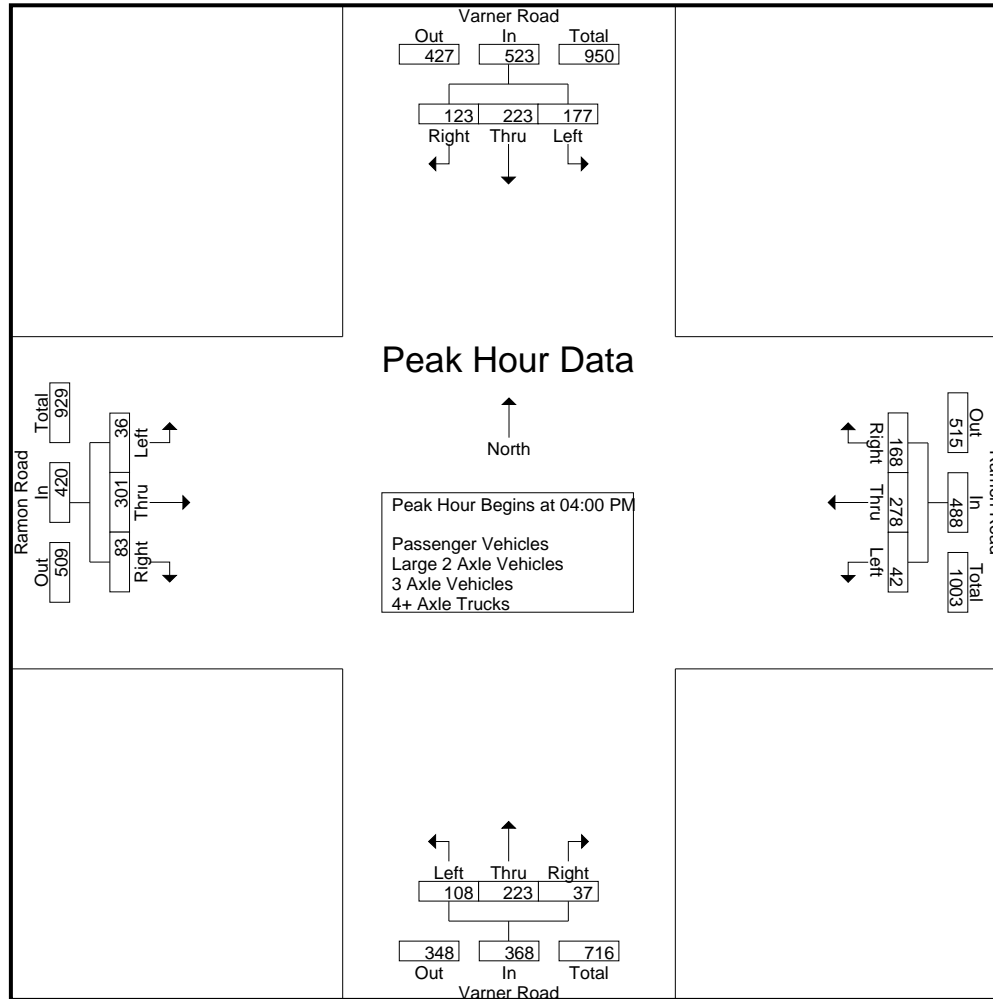 Varner Road
Out In Total
427 523 950
123 223 177
Right Thru Left
Peak Hour Data
North
Peak Hour Begins at 04:00 PM
Passenger Vehicles
Large 2 Axle Vehicles
3 Axle Vehicles
4+ Axle Trucks
Ramon Road
Total In Out
929 420 509
36 301 83
Left Thru Right
Ramon Road
Out In Total
515 488 1003
168 278 42
Right Thru Left
Left Thru Right
108 223 37
348 368 716
Out In Total
Varner Road